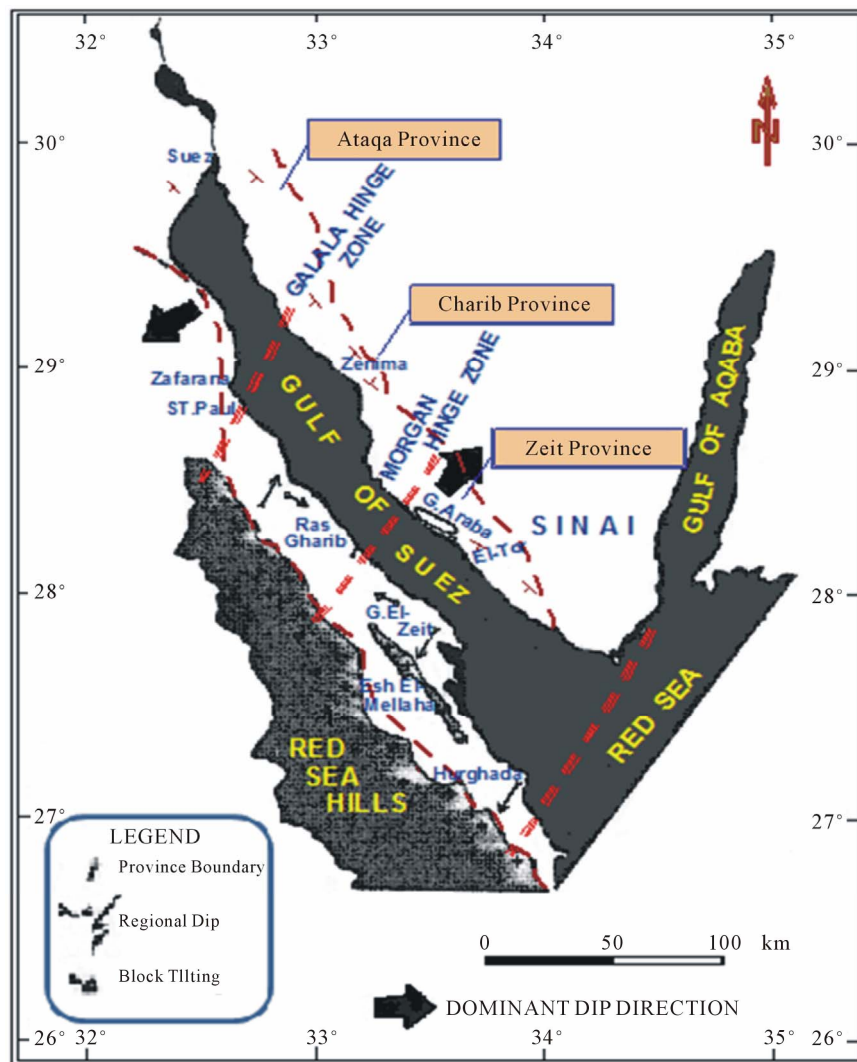 32° 33° 34° 35°
N
30° 30°
Suez
Ataqa Province
GALALA HINGE
ZONE
Charib Province
29° 29°
Zafarana
ST.Paul
Zenima
GULF
OF
SUEZ
MORGAN
HINGE ZONE
Zeit Province
GULF OF AQABA
G.Araba
El-Tor
SINAI
Ras
Gharib
28° 28°
G.El-
Zeit
Esh El
Mellaha
RED SEA
RED
SEA
HILLS
Hurghada
27° 27°
LEGEND
Province Boundary
Regional Dip
Block Tllting
0 50 100 km
DOMINANT DIP DIRECTION
26° 26°
32° 33° 34° 35°